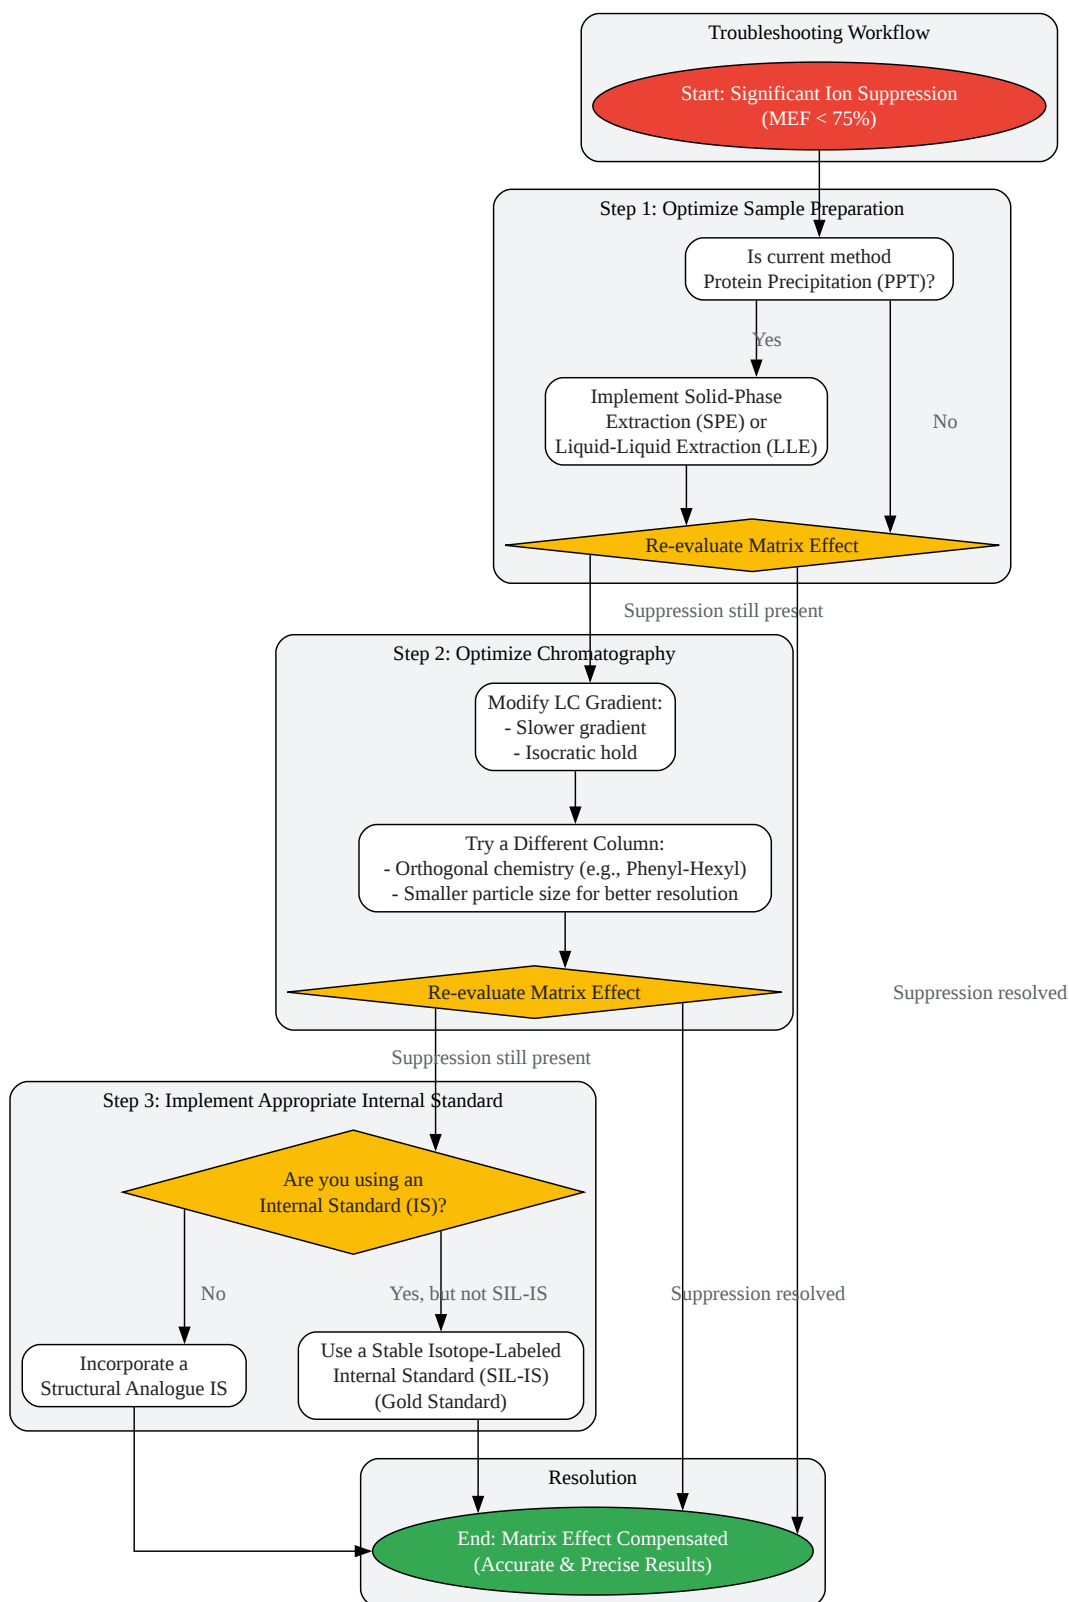 Troubleshooting Workflow
Start: Significant Ion Suppression
(MEF < 75%)
Step 1: Optimize Sample Preparation
Is current method
Protein Precipitation (PPT)?
Yes
Implement Solid-Phase
Extraction (SPE) or
Liquid-Liquid Extraction (LLE)
No
Re-evaluate Matrix Effect
Suppression still present
Step 2: Optimize Chromatography
Modify LC Gradient:
- Slower gradient
- Isocratic hold
Try a Different Column:
- Orthogonal chemistry (e.g., Phenyl-Hexyl)
- Smaller particle size for better resolution
Re-evaluate Matrix Effect
Suppression resolved
Suppression still present
Step 3: Implement Appropriate Internal Standard
Are you using an
Internal Standard (IS)?
No
Yes, but not SIL-IS
Suppression resolved
Incorporate a
Structural Analogue IS
Use a Stable Isotope-Labeled
Internal Standard (SIL-IS)
(Gold Standard)
Resolution
End: Matrix Effect Compensated
(Accurate & Precise Results)